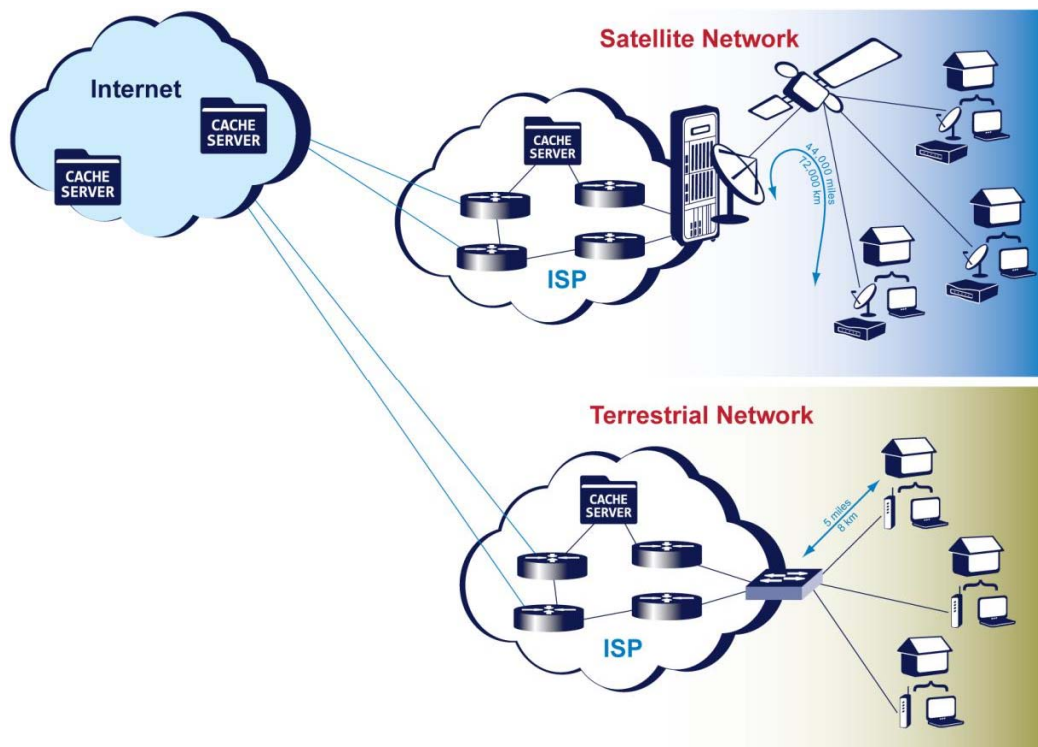 Satellite Network
Internet
CACHE
SERVER
CACHE
SERVER
CACHE
SERVER
44,000 miles
72,000 km
ISP
Terrestrial Network
CACHE
SERVER
5 miles
8 km
ISP